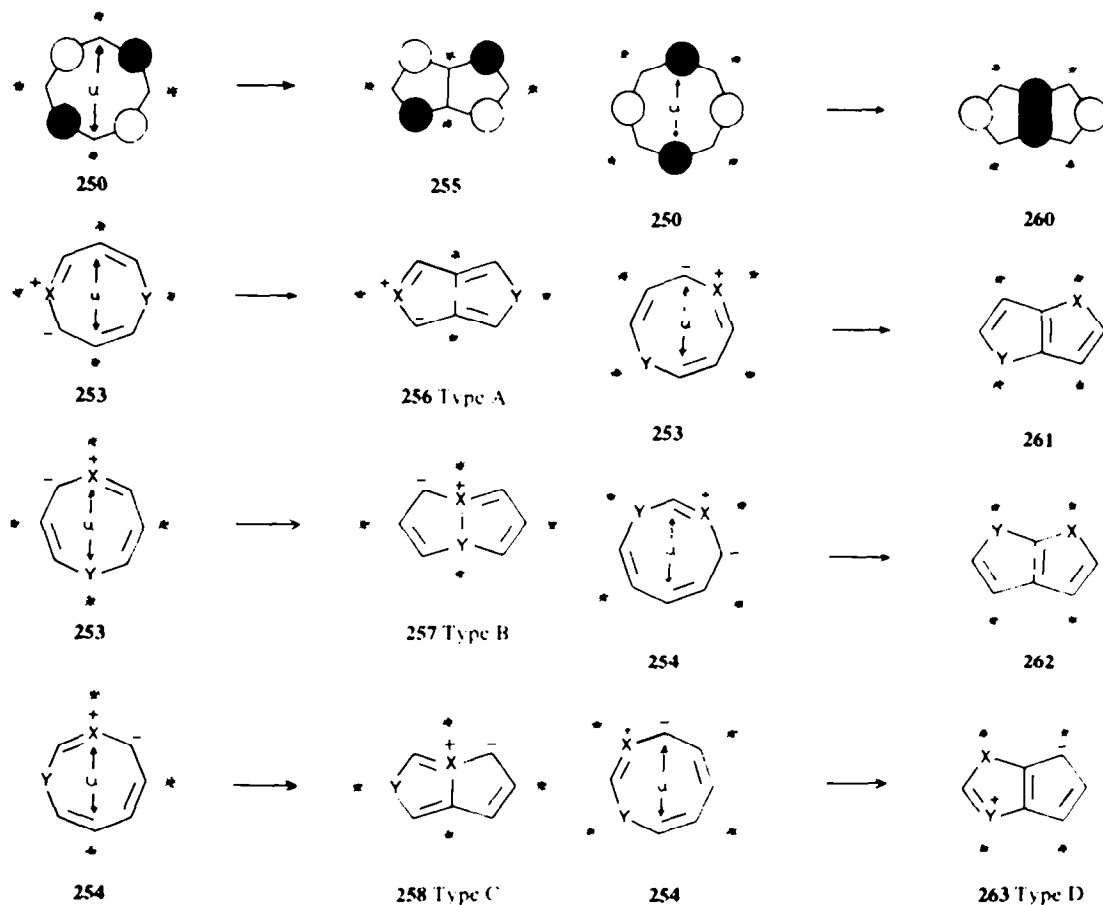 u
u
250
255
250
260
+
X
u
Y
−
+
X
Y
−
−
+
X
u
Y
X
Y
253
256 Type A
253
261
+
X
−
u
Y
−
+
X
Y
Y
+
X
u
−
Y
X
253
257 Type B
254
262
+
X
−
Y
u
+
X
−
Y
−
X
u
Y
X
−
Y
+
254
258 Type C
254
263 Type D